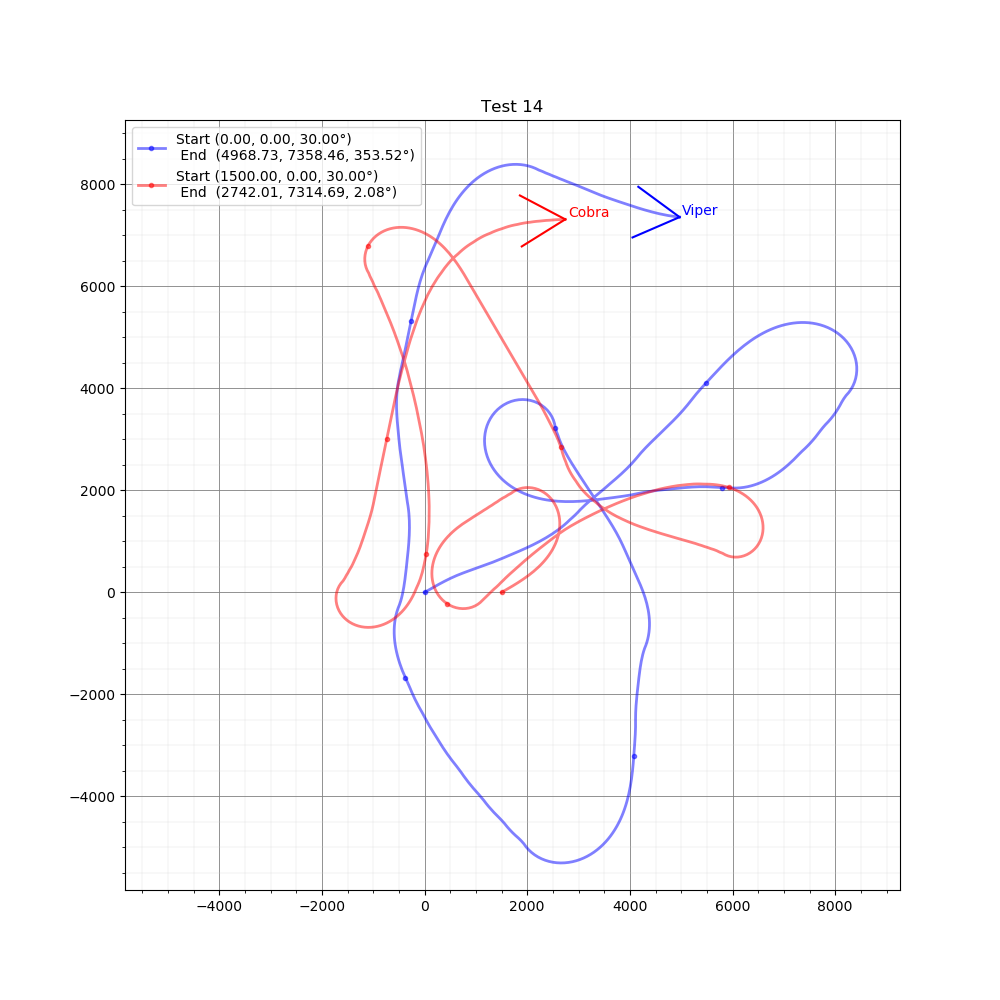 Test 14
Start (0.00, 0.00, 30.00°)
End (4968.73, 7358.46, 353.52°)
Start (1500.00, 0.00, 30.00°)
End (2742.01, 7314.69, 2.08°)
Cobra
Viper
8000
6000
4000
2000
0
−2000
−4000
−4000 −2000 0 2000 4000 6000 8000